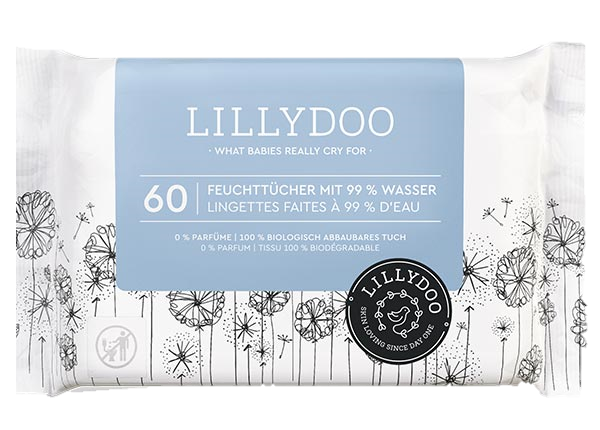 LILLYDOO
· WHAT BABIES REALLY CRY FOR ·
60
FEUCHTTÜCHER MIT 99 % WASSER
LINGETTES FAITES À 99 % D'EAU
0 % PARFÜME | 100 % BIOLOGISCH ABBAUBARES TUCH
0 % PARFUM | TISSU 100 % BIODÉGRADABLE
LILLYDOO
SKIN LOVING SINCE DAY ONE